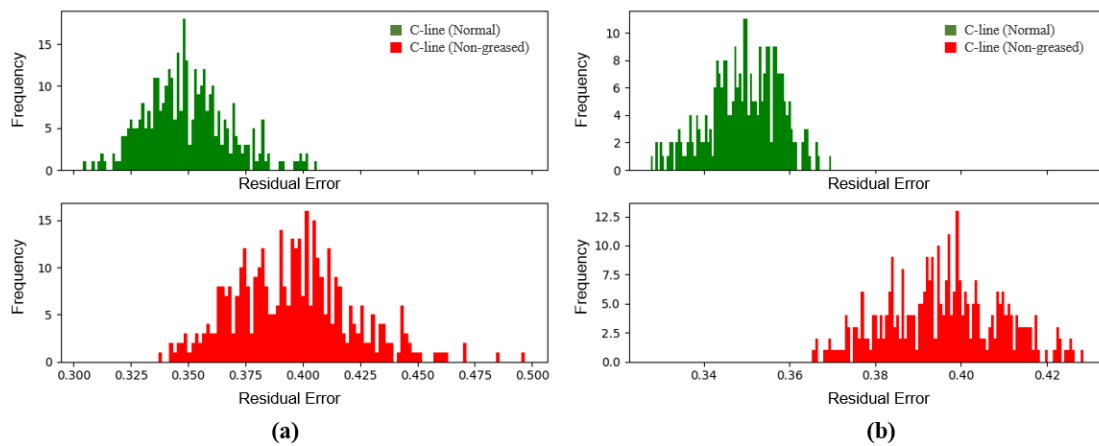 Frequency
15
10
5
0
C-line (Normal)
C-line (Non-greased)
Residual Error
Frequency
15
10
5
0
0.300 0.325 0.350 0.375 0.400 0.425 0.450 0.475 0.500
Residual Error
(a)
Frequency
10
8
6
4
2
0
C-line (Normal)
C-line (Non-greased)
Residual Error
Frequency
12.5
10.0
7.5
5.0
2.5
0.0
0.34 0.36 0.38 0.40 0.42
Residual Error
(b)